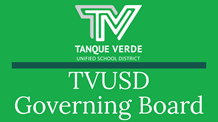 TANQUE VERDE
UNIFIED SCHOOL DISTRICT
TVUSD
Governing Board